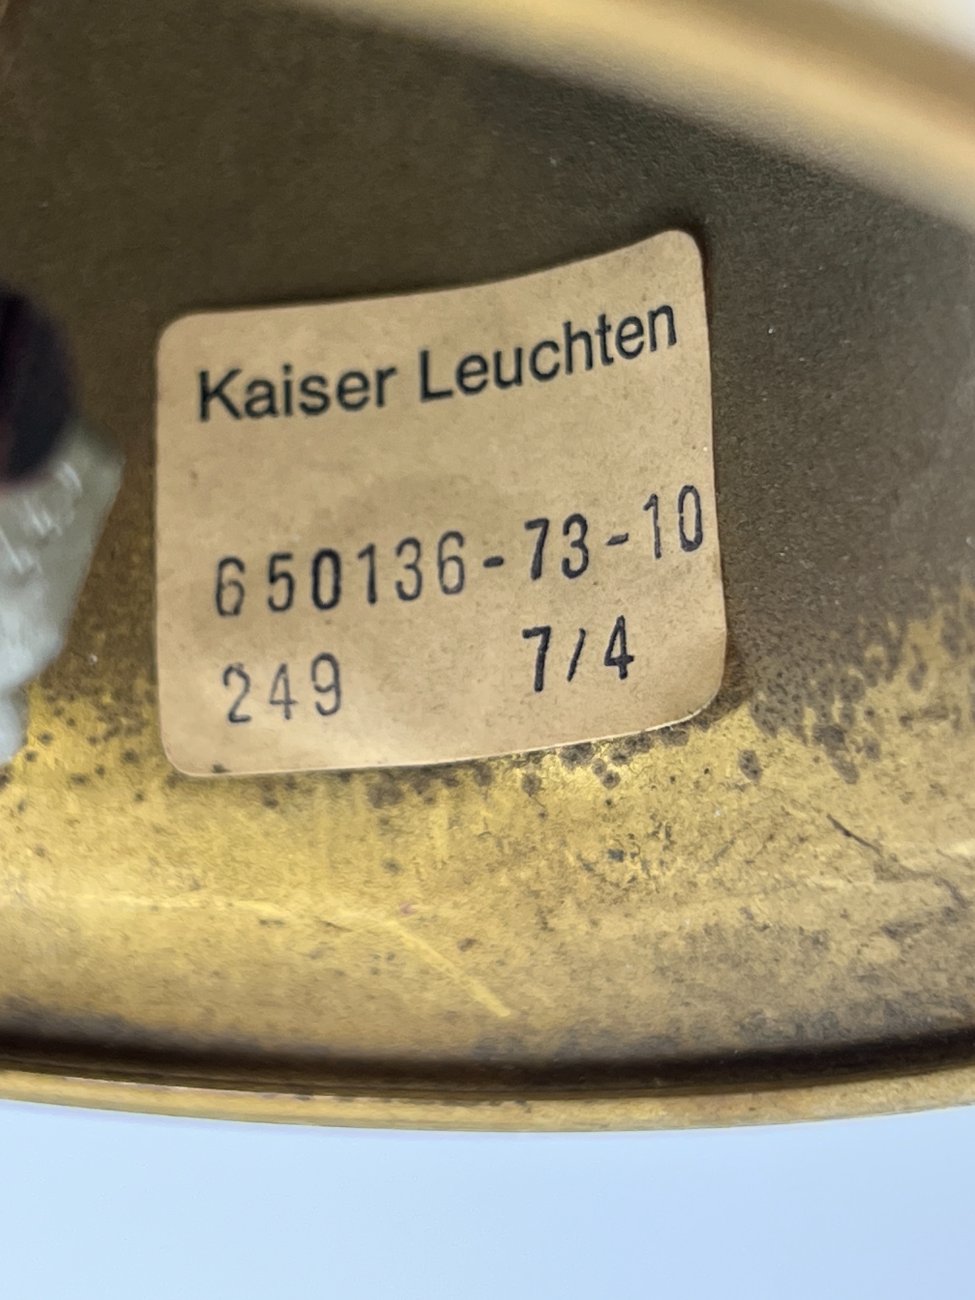 Kaiser Leuchten
650136-73-10
249 7/4